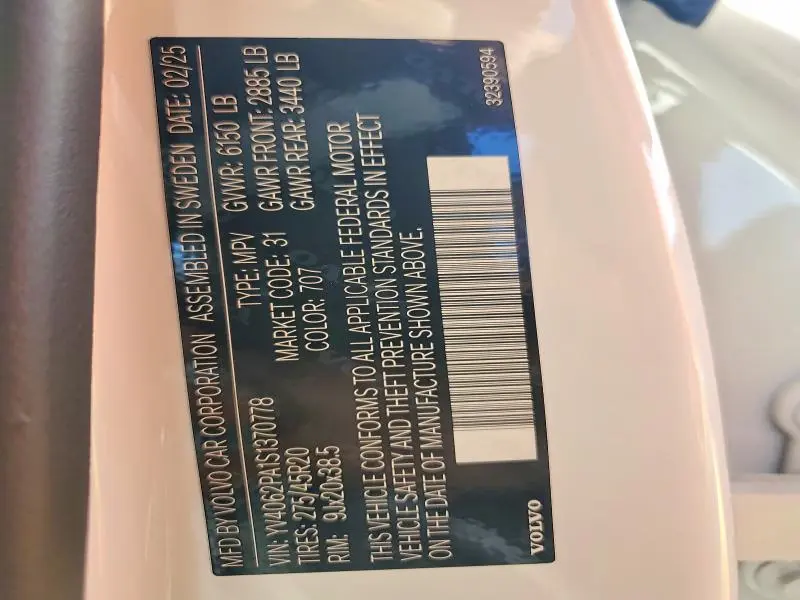 MFD BY VOLVO CAR CORPORATION ASSEMBLED IN SWEDEN DATE: 02/25
VIN: YV4062PA1S1370778 TYPE: MPV GVWR: 6150 LB
TIRES: 275/45R20 MARKET CODE: 31 GAWR FRONT: 2885 LB
RIM: 9Jx20x38.5 COLOR: 707 GAWR REAR: 3440 LB
THIS VEHICLE CONFORMS TO ALL APPLICABLE FEDERAL MOTOR
VEHICLE SAFETY AND THEFT PREVENTION STANDARDS IN EFFECT
ON THE DATE OF MANUFACTURE SHOWN ABOVE.
VOLVO 32390594